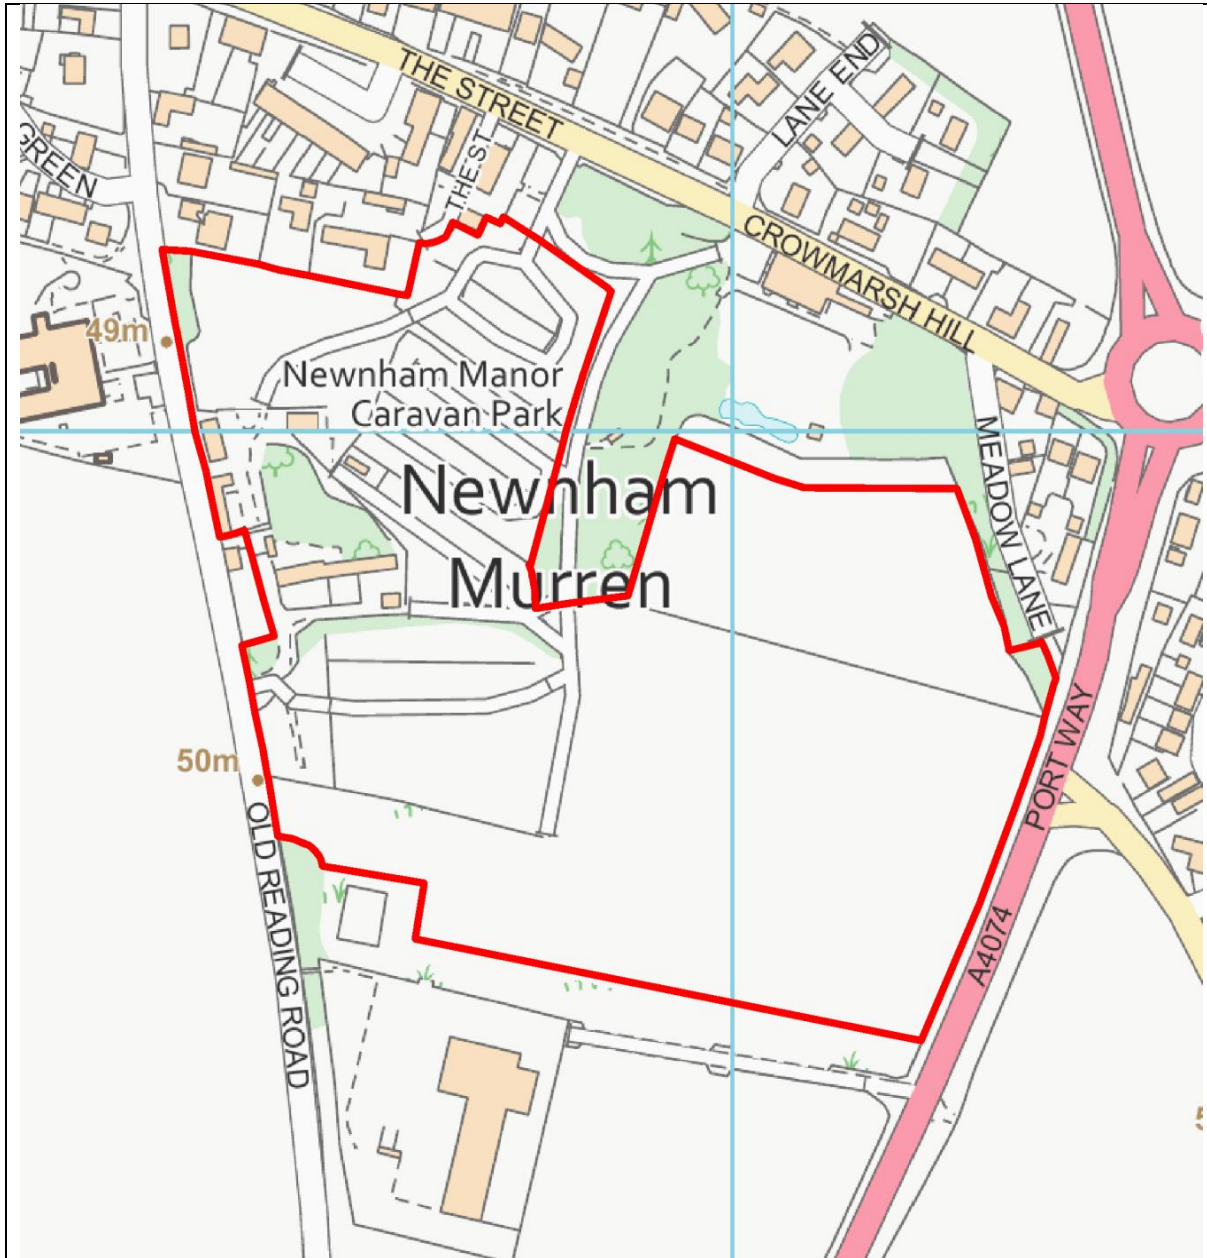 THE STREET
LANE END
GREEN
THE ST
CROWMARSH HILL
49m
Newnham Manor
Caravan Park
MEADOW LANE
Newnham
Murren
50m
PORT WAY
OLD READING ROAD
A4074